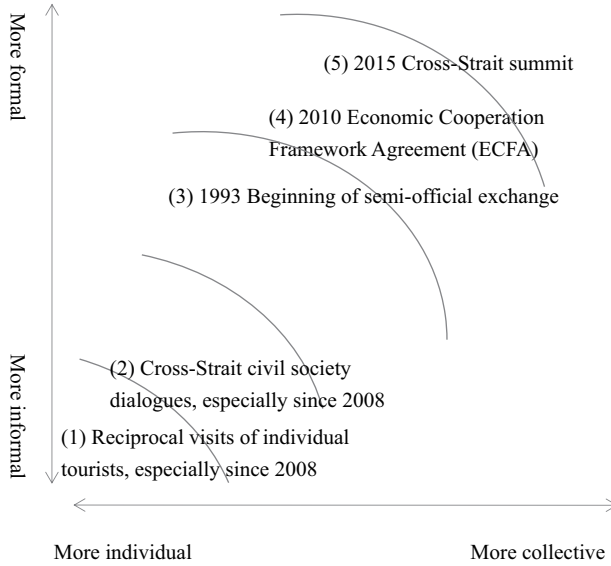 More formal
(5) 2015 Cross-Strait summit
(4) 2010 Economic Cooperation
Framework Agreement (ECFA)
(3) 1993 Beginning of semi-official exchange
More informal
(2) Cross-Strait civil society
dialogues, especially since 2008
(1) Reciprocal visits of individual
tourists, especially since 2008
More individual
More collective